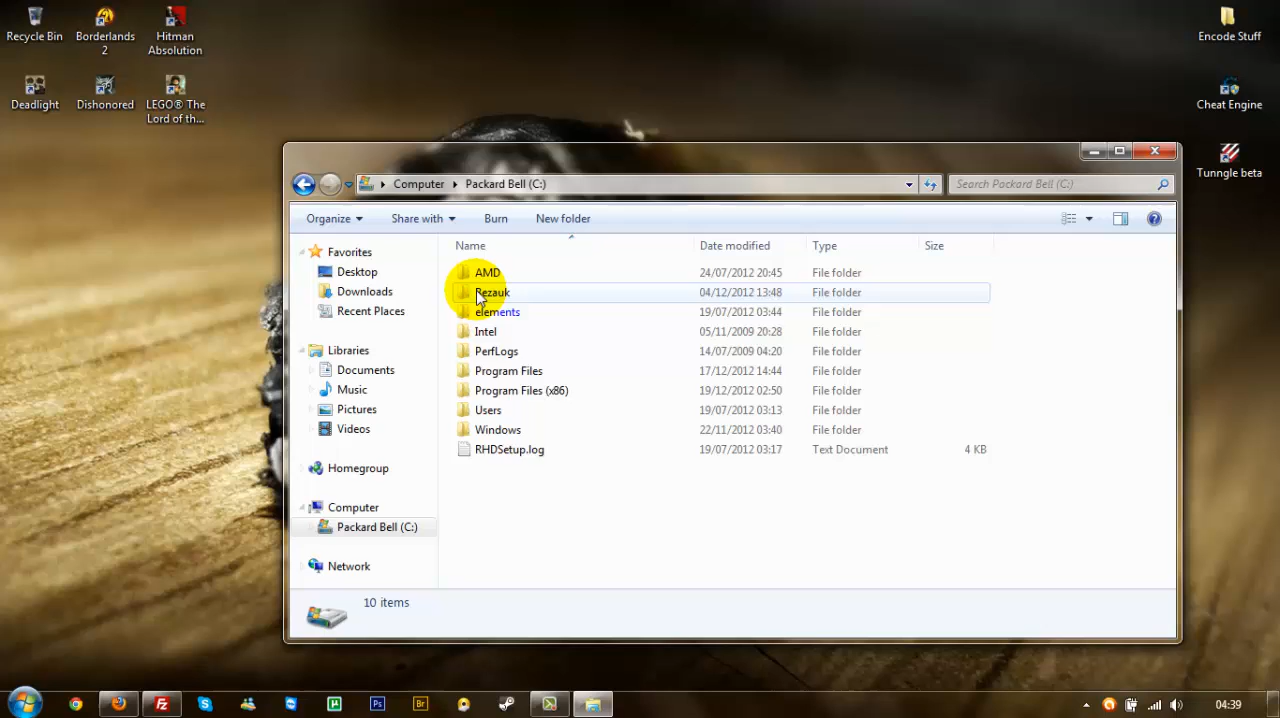 Recycle Bin
Borderlands
2
Hitman
Absolution
Deadlight
Dishonored
LEGO® The
Lord of th...
Encode Stuff
Cheat Engine
Tunngle beta
Computer
Packard Bell (C:)
Search Packard Bell (C:)
Organize
Share with
Burn
New folder
Favorites
Desktop
Downloads
Recent Places
Libraries
Documents
Music
Pictures
Videos
Homegroup
Computer
Packard Bell (C:)
Network
Name Date modified Type Size
AMD 24/07/2012 20:45 File folder
Rezauk 04/12/2012 13:48 File folder
elements 19/07/2012 03:44 File folder
Intel 05/11/2009 20:28 File folder
PerfLogs 14/07/2009 04:20 File folder
Program Files 17/12/2012 14:44 File folder
Program Files (x86) 19/12/2012 02:50 File folder
Users 19/07/2012 03:13 File folder
Windows 22/11/2012 03:40 File folder
RHDSetup.log 19/07/2012 03:17 Text Document 4 KB
10 items
Fz
Ps
Br
04:39